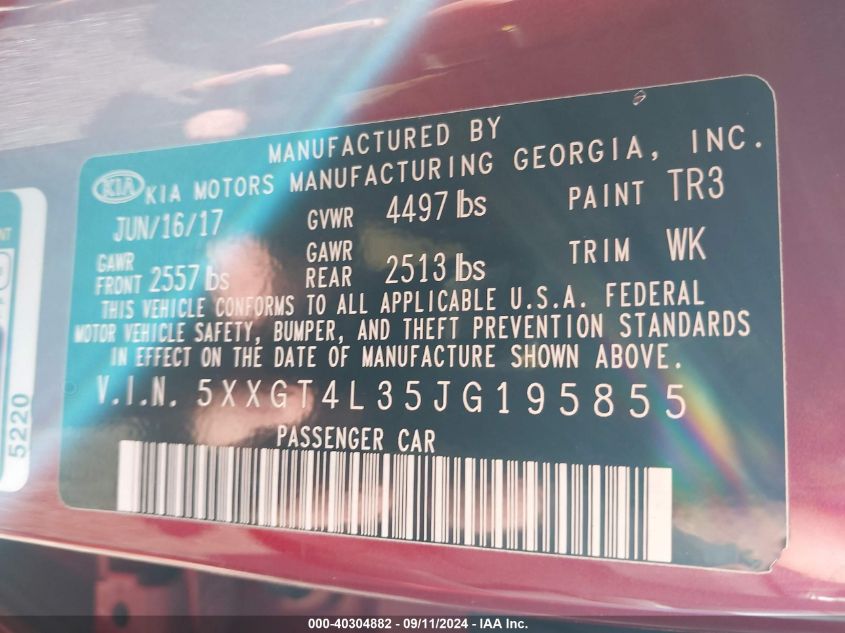 MANUFACTURED BY
KIA KIA MOTORS MANUFACTURING GEORGIA, INC.
JUN/16/17 GVWR 4497 lbs PAINT TR3
GAWR FRONT 2557 lbs GAWR REAR 2513 lbs TRIM WK
THIS VEHICLE CONFORMS TO ALL APPLICABLE U.S.A. FEDERAL
MOTOR VEHICLE SAFETY, BUMPER, AND THEFT PREVENTION STANDARDS
IN EFFECT ON THE DATE OF MANUFACTURE SHOWN ABOVE.
V.I.N. 5XXGT4L35JG195855
PASSENGER CAR
5220
000-40304882 - 09/11/2024 - IAA Inc.